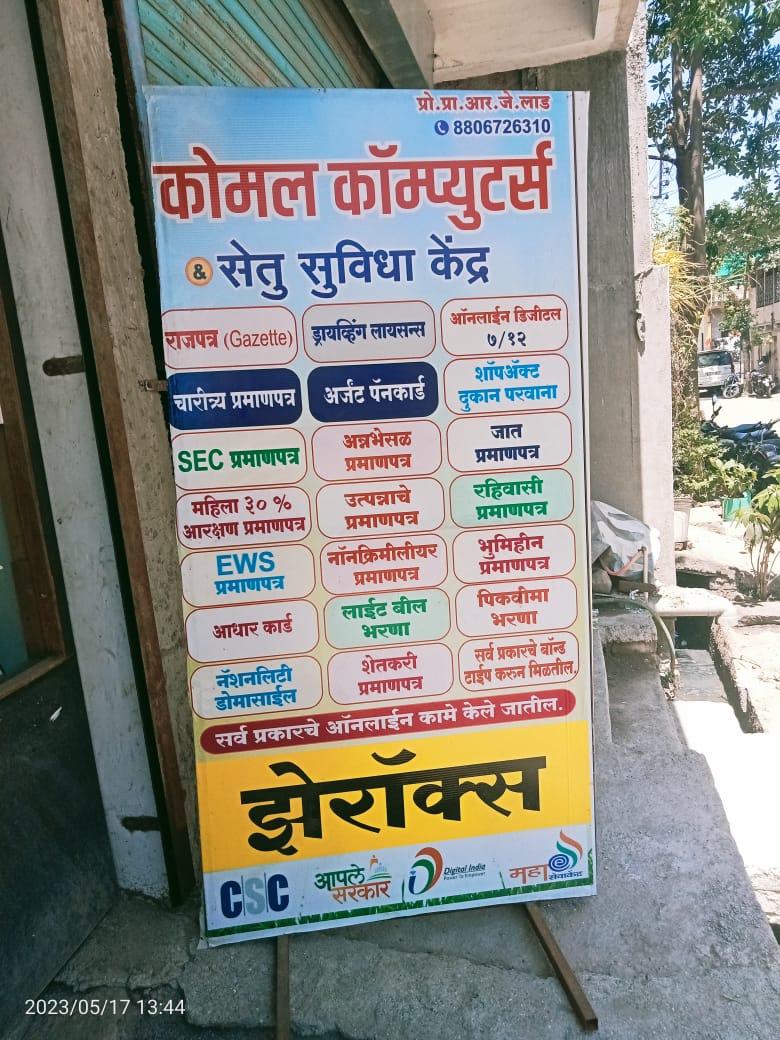 प्रो.प्रा.आर.जे.लाड
8806726310
कोमल कॉम्प्युटर्स
& सेतु सुविधा केंद्र
राजपत्र (Gazette)
ड्रायव्हिंग लायसन्स
ऑनलाईन डिजीटल
७/१२
चारीत्र्य प्रमाणपत्र
अर्जंट पॅनकार्ड
शॉपॲक्ट
दुकान परवाना
SEC प्रमाणपत्र
अन्नभेसळ
प्रमाणपत्र
जात
प्रमाणपत्र
महिला ३० %
आरक्षण प्रमाणपत्र
उत्पन्नाचे
प्रमाणपत्र
रहिवासी
प्रमाणपत्र
EWS
प्रमाणपत्र
नॉनक्रिमीलीयर
प्रमाणपत्र
भुमिहीन
प्रमाणपत्र
आधार कार्ड
लाईट बील
भरणा
पिकवीमा
भरणा
नॅशनलिटी
डोमासाईल
शेतकरी
प्रमाणपत्र
सर्व प्रकारचे बॉन्ड
टाईप करुन मिळतील.
सर्व प्रकारचे ऑनलाईन कामे केले जातील.
झेरॉक्स
CSC
आपले
सरकार
Digital India
Power To Empower
महा
सेवाकेंद्र
2023/05/17 13:44